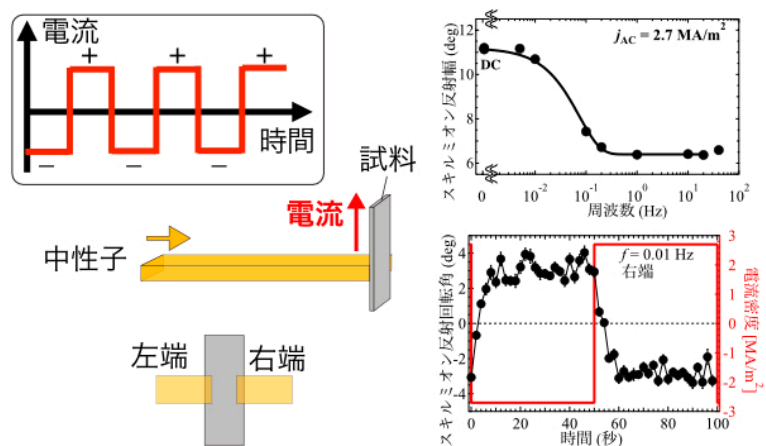 電流
+ + +
時間
− − −
試料
電流
中性子
左端 右端
スキルミオン反射幅 (deg)
j_AC = 2.7 MA/m²
DC
12
10
8
6
0 10⁻² 10⁻¹ 10⁰ 10¹ 10²
周波数 (Hz)
スキルミオン反射回転角 (deg)
f = 0.01 Hz
右端
4
2
0
-2
-4
3
2
1
0
-1
-2
-3
電流密度 [MA/m²]
0 20 40 60 80 100
時間 (秒)